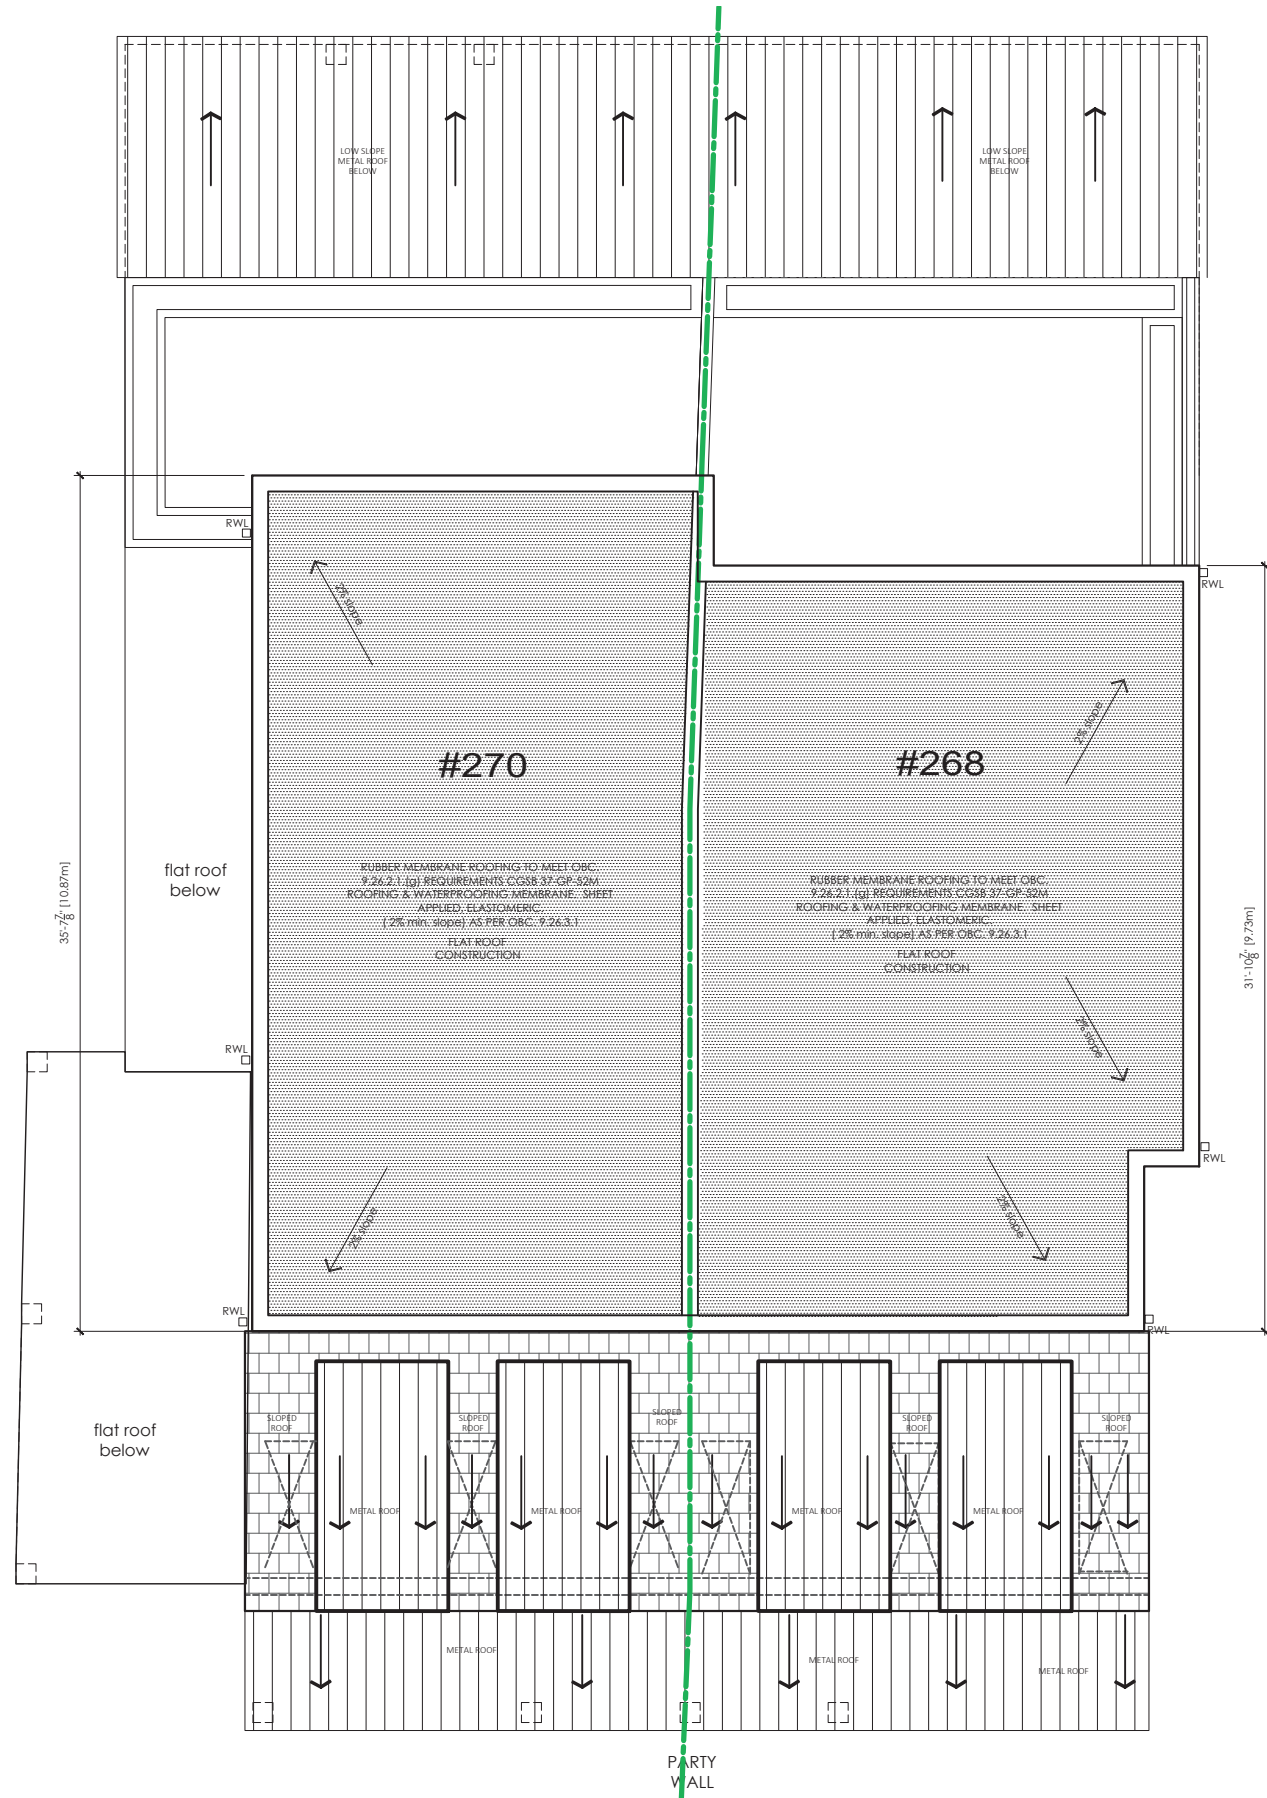 LOW SLOPE
METAL ROOF
BELOW
LOW SLOPE
METAL ROOF
BELOW
RWL
RWL
2% slope
2% slope
#270
#268
flat roof
below
35'-7 7/8" [10.87m]
31'-10 7/8" [9.73m]
RUBBER MEMBRANE ROOFING TO MEET OBC.
9.26.2.1.(g) REQUIREMENTS CGSB 37-GP-52M
ROOFING & WATERPROOFING MEMBRANE. SHEET
APPLIED, ELASTOMERIC.
( 2% min. slope) AS PER OBC. 9.26.3.1
FLAT ROOF
CONSTRUCTION
RUBBER MEMBRANE ROOFING TO MEET OBC.
9.26.2.1.(g) REQUIREMENTS CGSB 37-GP-52M
ROOFING & WATERPROOFING MEMBRANE. SHEET
APPLIED, ELASTOMERIC.
( 2% min. slope) AS PER OBC. 9.26.3.1
FLAT ROOF
CONSTRUCTION
2% slope
RWL
RWL
2% slope
2% slope
RWL
RWL
flat roof
below
SLOPED
ROOF
SLOPED
ROOF
SLOPED
ROOF
SLOPED
ROOF
SLOPED
ROOF
METAL ROOF
METAL ROOF
METAL ROOF
METAL ROOF
METAL ROOF
METAL ROOF
METAL ROOF
PARTY
WALL